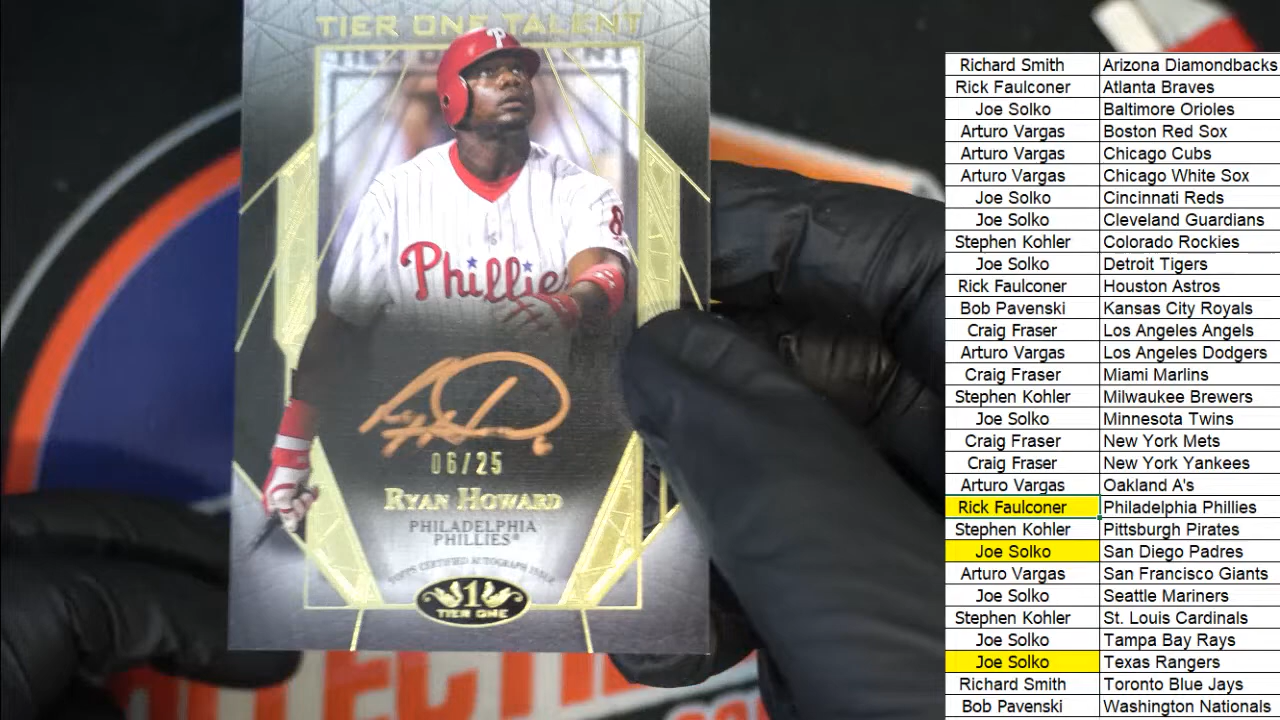 TIER ONE TALENT
P
8
Phillies
06/25
RYAN HOWARD
PHILADELPHIA
PHILLIES®
TOPPS CERTIFIED AUTOGRAPH ISSUE
1
TIER ONE
Richard Smith Arizona Diamondbacks
Rick Faulconer Atlanta Braves
Joe Solko Baltimore Orioles
Arturo Vargas Boston Red Sox
Arturo Vargas Chicago Cubs
Arturo Vargas Chicago White Sox
Joe Solko Cincinnati Reds
Joe Solko Cleveland Guardians
Stephen Kohler Colorado Rockies
Joe Solko Detroit Tigers
Rick Faulconer Houston Astros
Bob Pavenski Kansas City Royals
Craig Fraser Los Angeles Angels
Arturo Vargas Los Angeles Dodgers
Craig Fraser Miami Marlins
Stephen Kohler Milwaukee Brewers
Joe Solko Minnesota Twins
Craig Fraser New York Mets
Craig Fraser New York Yankees
Arturo Vargas Oakland A's
Rick Faulconer Philadelphia Phillies
Stephen Kohler Pittsburgh Pirates
Joe Solko San Diego Padres
Arturo Vargas San Francisco Giants
Joe Solko Seattle Mariners
Stephen Kohler St. Louis Cardinals
Joe Solko Tampa Bay Rays
Joe Solko Texas Rangers
Richard Smith Toronto Blue Jays
Bob Pavenski Washington Nationals